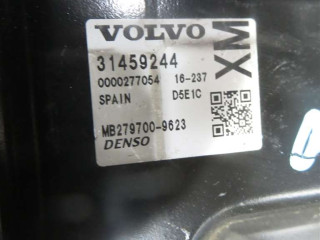 VOLVO
XM
31459244
0000277054 16-237
SPAIN D5E1C
MB279700-9623
DENSO